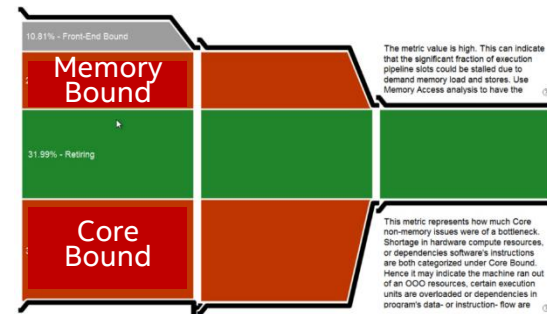 10.81% - Front-End Bound
Memory
Bound
31.99% - Retiring
Core
Bound
The metric value is high. This can indicate
that the significant fraction of execution
pipeline slots could be stalled due to
demand memory load and stores. Use
Memory Access analysis to have the
This metric represents how much Core
non-memory issues were of a bottleneck.
Shortage in hardware compute resources,
or dependencies software's instructions
are both categorized under Core Bound.
Hence it may indicate the machine ran out
of an OOO resources, certain execution
units are overloaded or dependencies in
program's data- or instruction- flow are